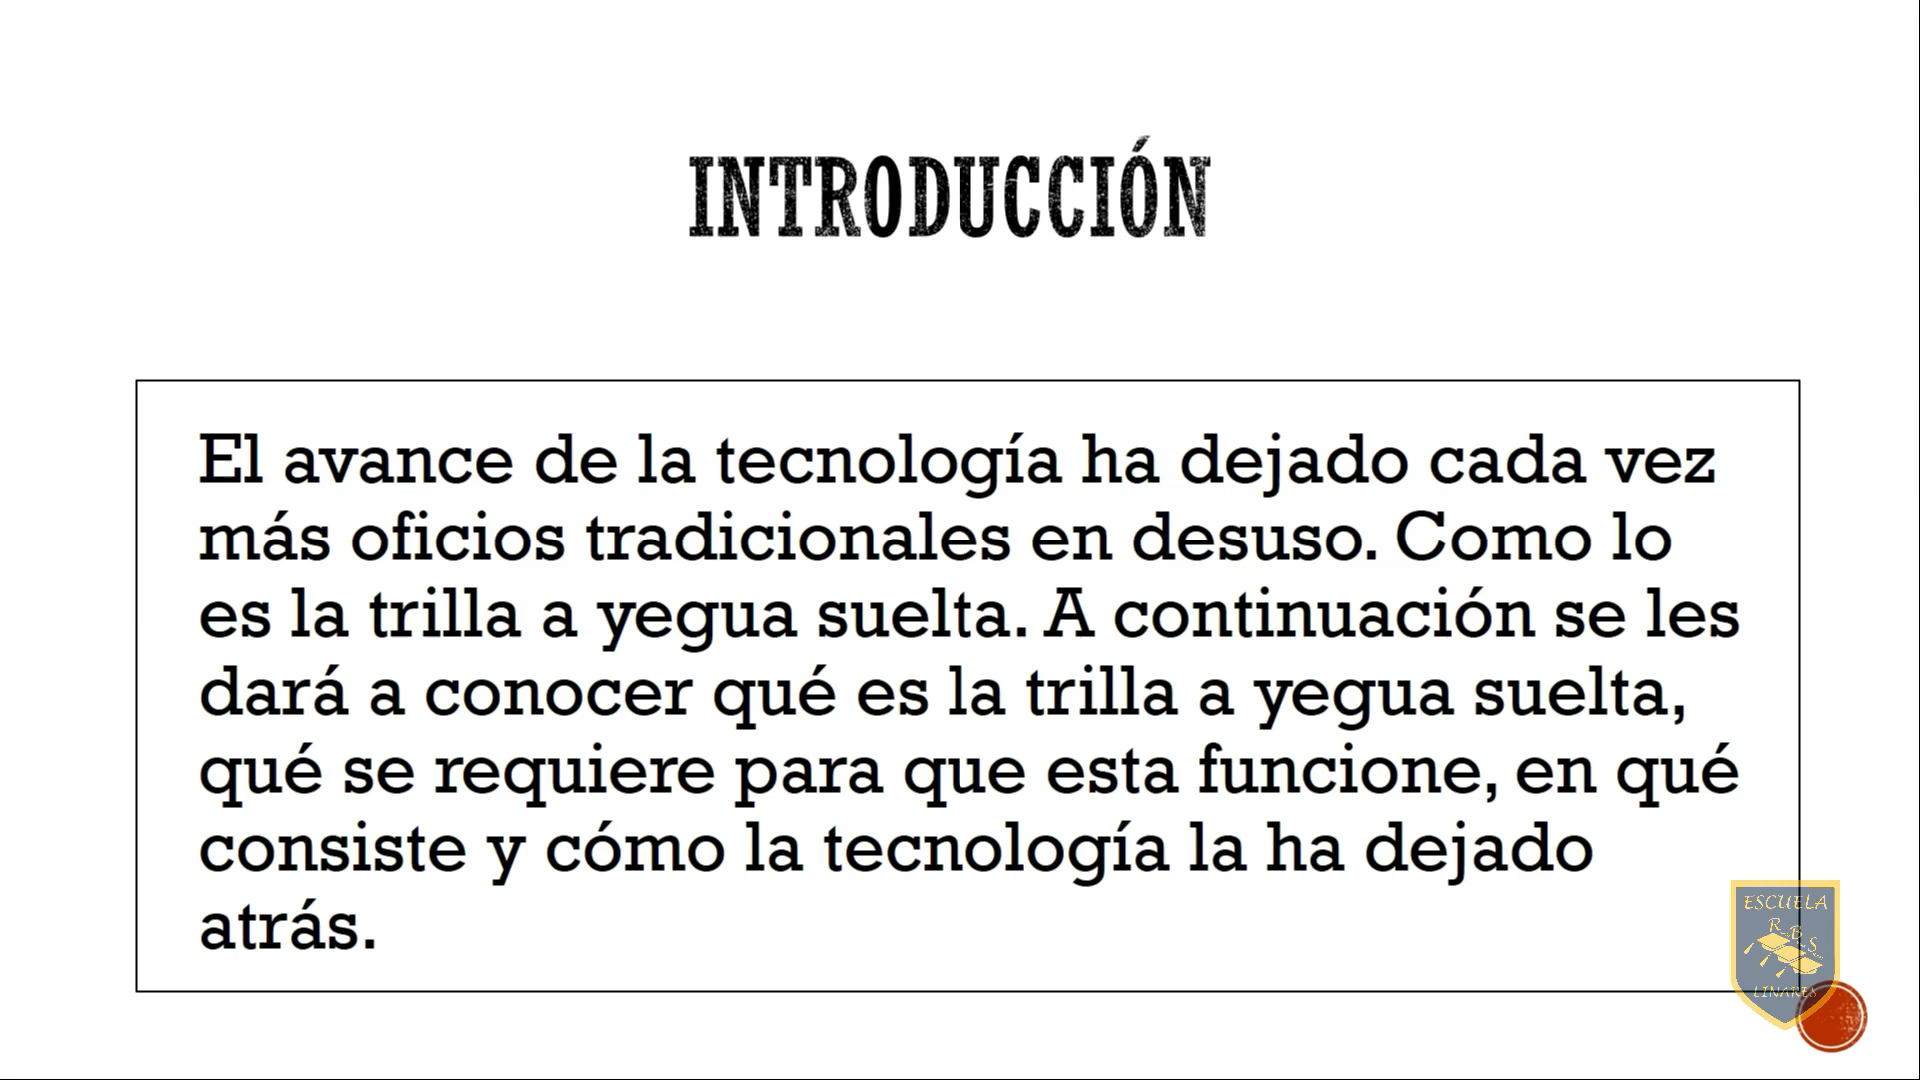 INTRODUCCIÓN
El avance de la tecnología ha dejado cada vez
más oficios tradicionales en desuso. Como lo
es la trilla a yegua suelta. A continuación se les
dará a conocer qué es la trilla a yegua suelta,
qué se requiere para que esta funcione, en qué
consiste y cómo la tecnología la ha dejado
atrás.
ESCUELA
R B S
LINARES